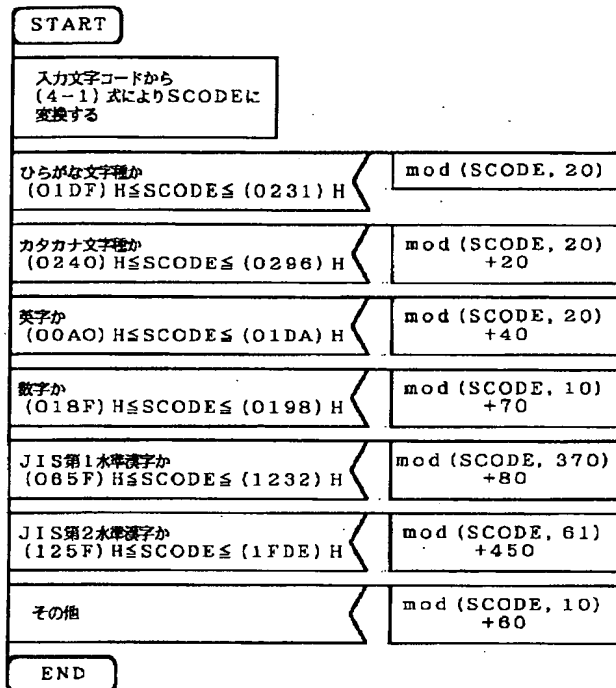 START
入力文字コードから
(4-1) 式によりSCODEに
変換する
ひらがな文字種か
(01DF) H≦SCODE≦ (0231) H
mod (SCODE, 20)
カタカナ文字種か
(0240) H≦SCODE≦ (0296) H
mod (SCODE, 20)
+20
英字か
(00A0) H≦SCODE≦ (01DA) H
mod (SCODE, 20)
+40
数字か
(018F) H≦SCODE≦ (0198) H
mod (SCODE, 10)
+70
JIS第1水準漢字か
(065F) H≦SCODE≦ (1232) H
mod (SCODE, 370)
+80
JIS第2水準漢字か
(125F) H≦SCODE≦ (1FDE) H
mod (SCODE, 61)
+450
その他
mod (SCODE, 10)
+60
END